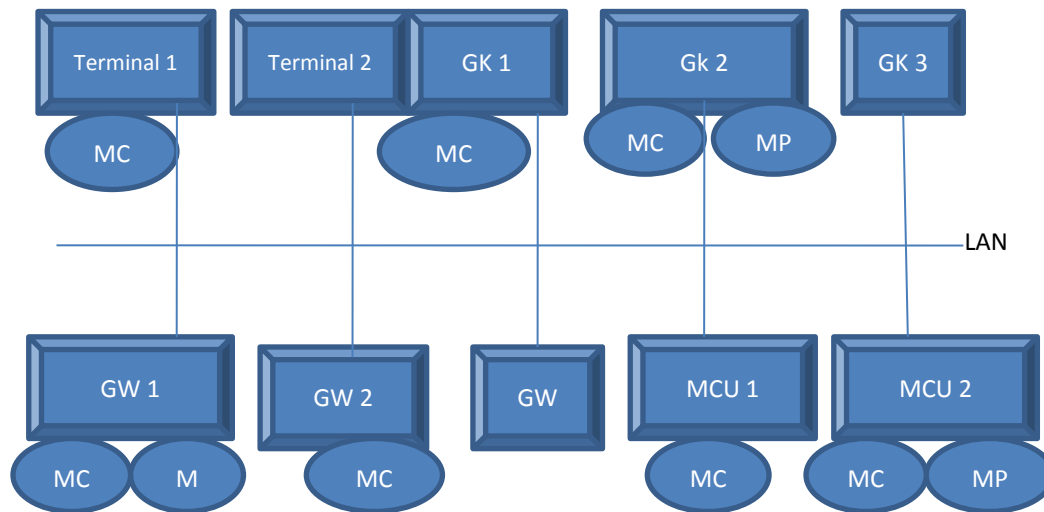 Terminal 1
Terminal 2
GK 1
Gk 2
GK 3
MC
MC
MC
MP
LAN
GW 1
GW 2
GW
MCU 1
MCU 2
MC
M
MC
MC
MC
MP